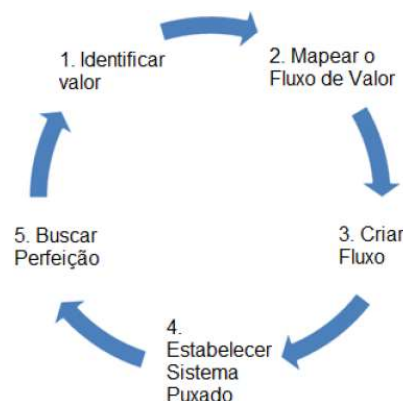 1. Identificar
valor
2. Mapear o
Fluxo de Valor
3. Criar
Fluxo
4.
Estabelecer
Sistema
Puxado
5. Buscar
Perfeição